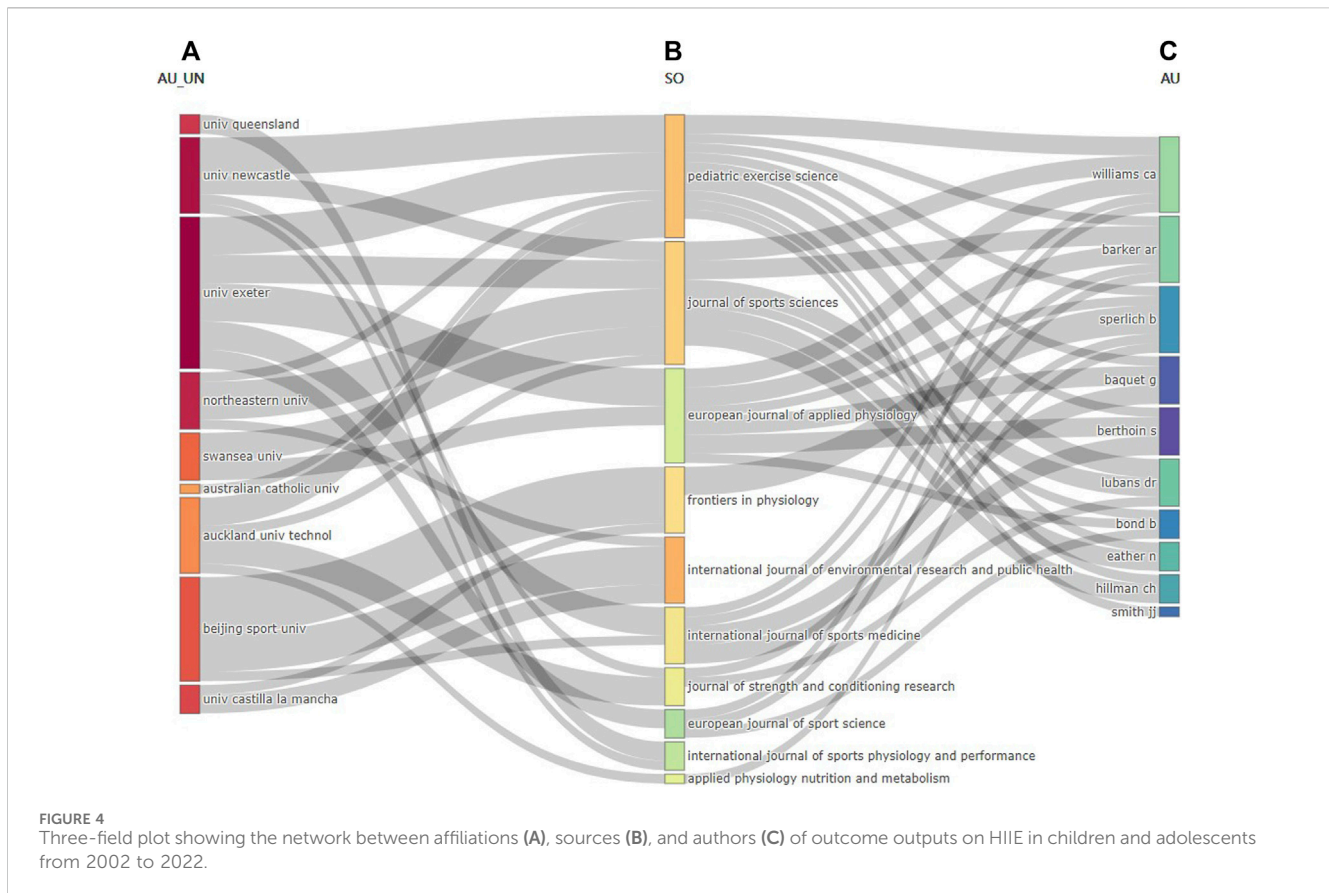 A B C
AU_UN SO AU
univ queensland
univ newcastle
univ exeter
northeastern univ
swansea univ
australian catholic univ
auckland univ technol
beijing sport univ
univ castilla la mancha
pediatric exercise science
journal of sports sciences
european journal of applied physiology
frontiers in physiology
international journal of environmental research and public health
international journal of sports medicine
journal of strength and conditioning research
european journal of sport science
international journal of sports physiology and performance
applied physiology nutrition and metabolism
williams ca
barker ar
sperlich b
baquet g
berthoin s
lubans dr
bond b
eather n
hillman ch
smith jj
FIGURE 4
Three-field plot showing the network between affiliations (A), sources (B), and authors (C) of outcome outputs on HIIE in children and adolescents
from 2002 to 2022.